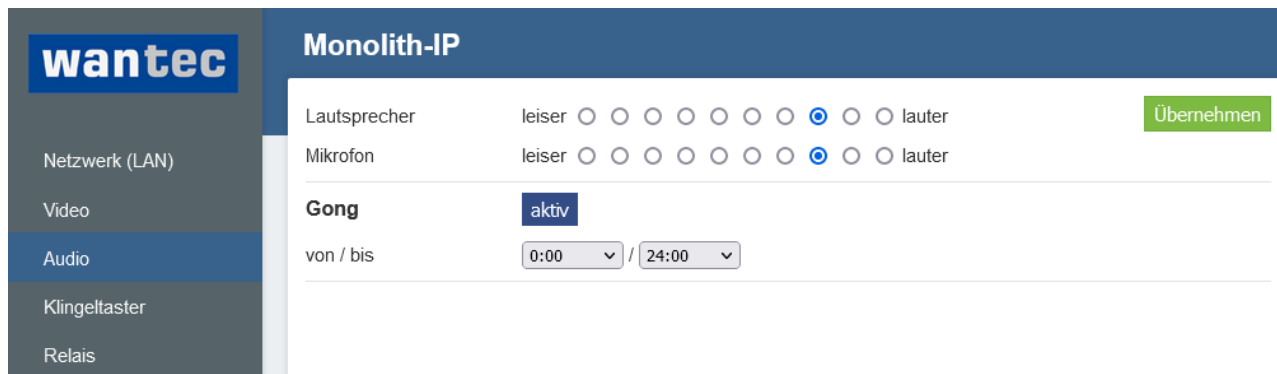 wantec
Monolith-IP
Netzwerk (LAN)
Video
Audio
Klingeltaster
Relais
Lautsprecher leiser lauter Übernehmen
Mikrofon leiser lauter
Gong aktiv
von / bis 0:00 / 24:00